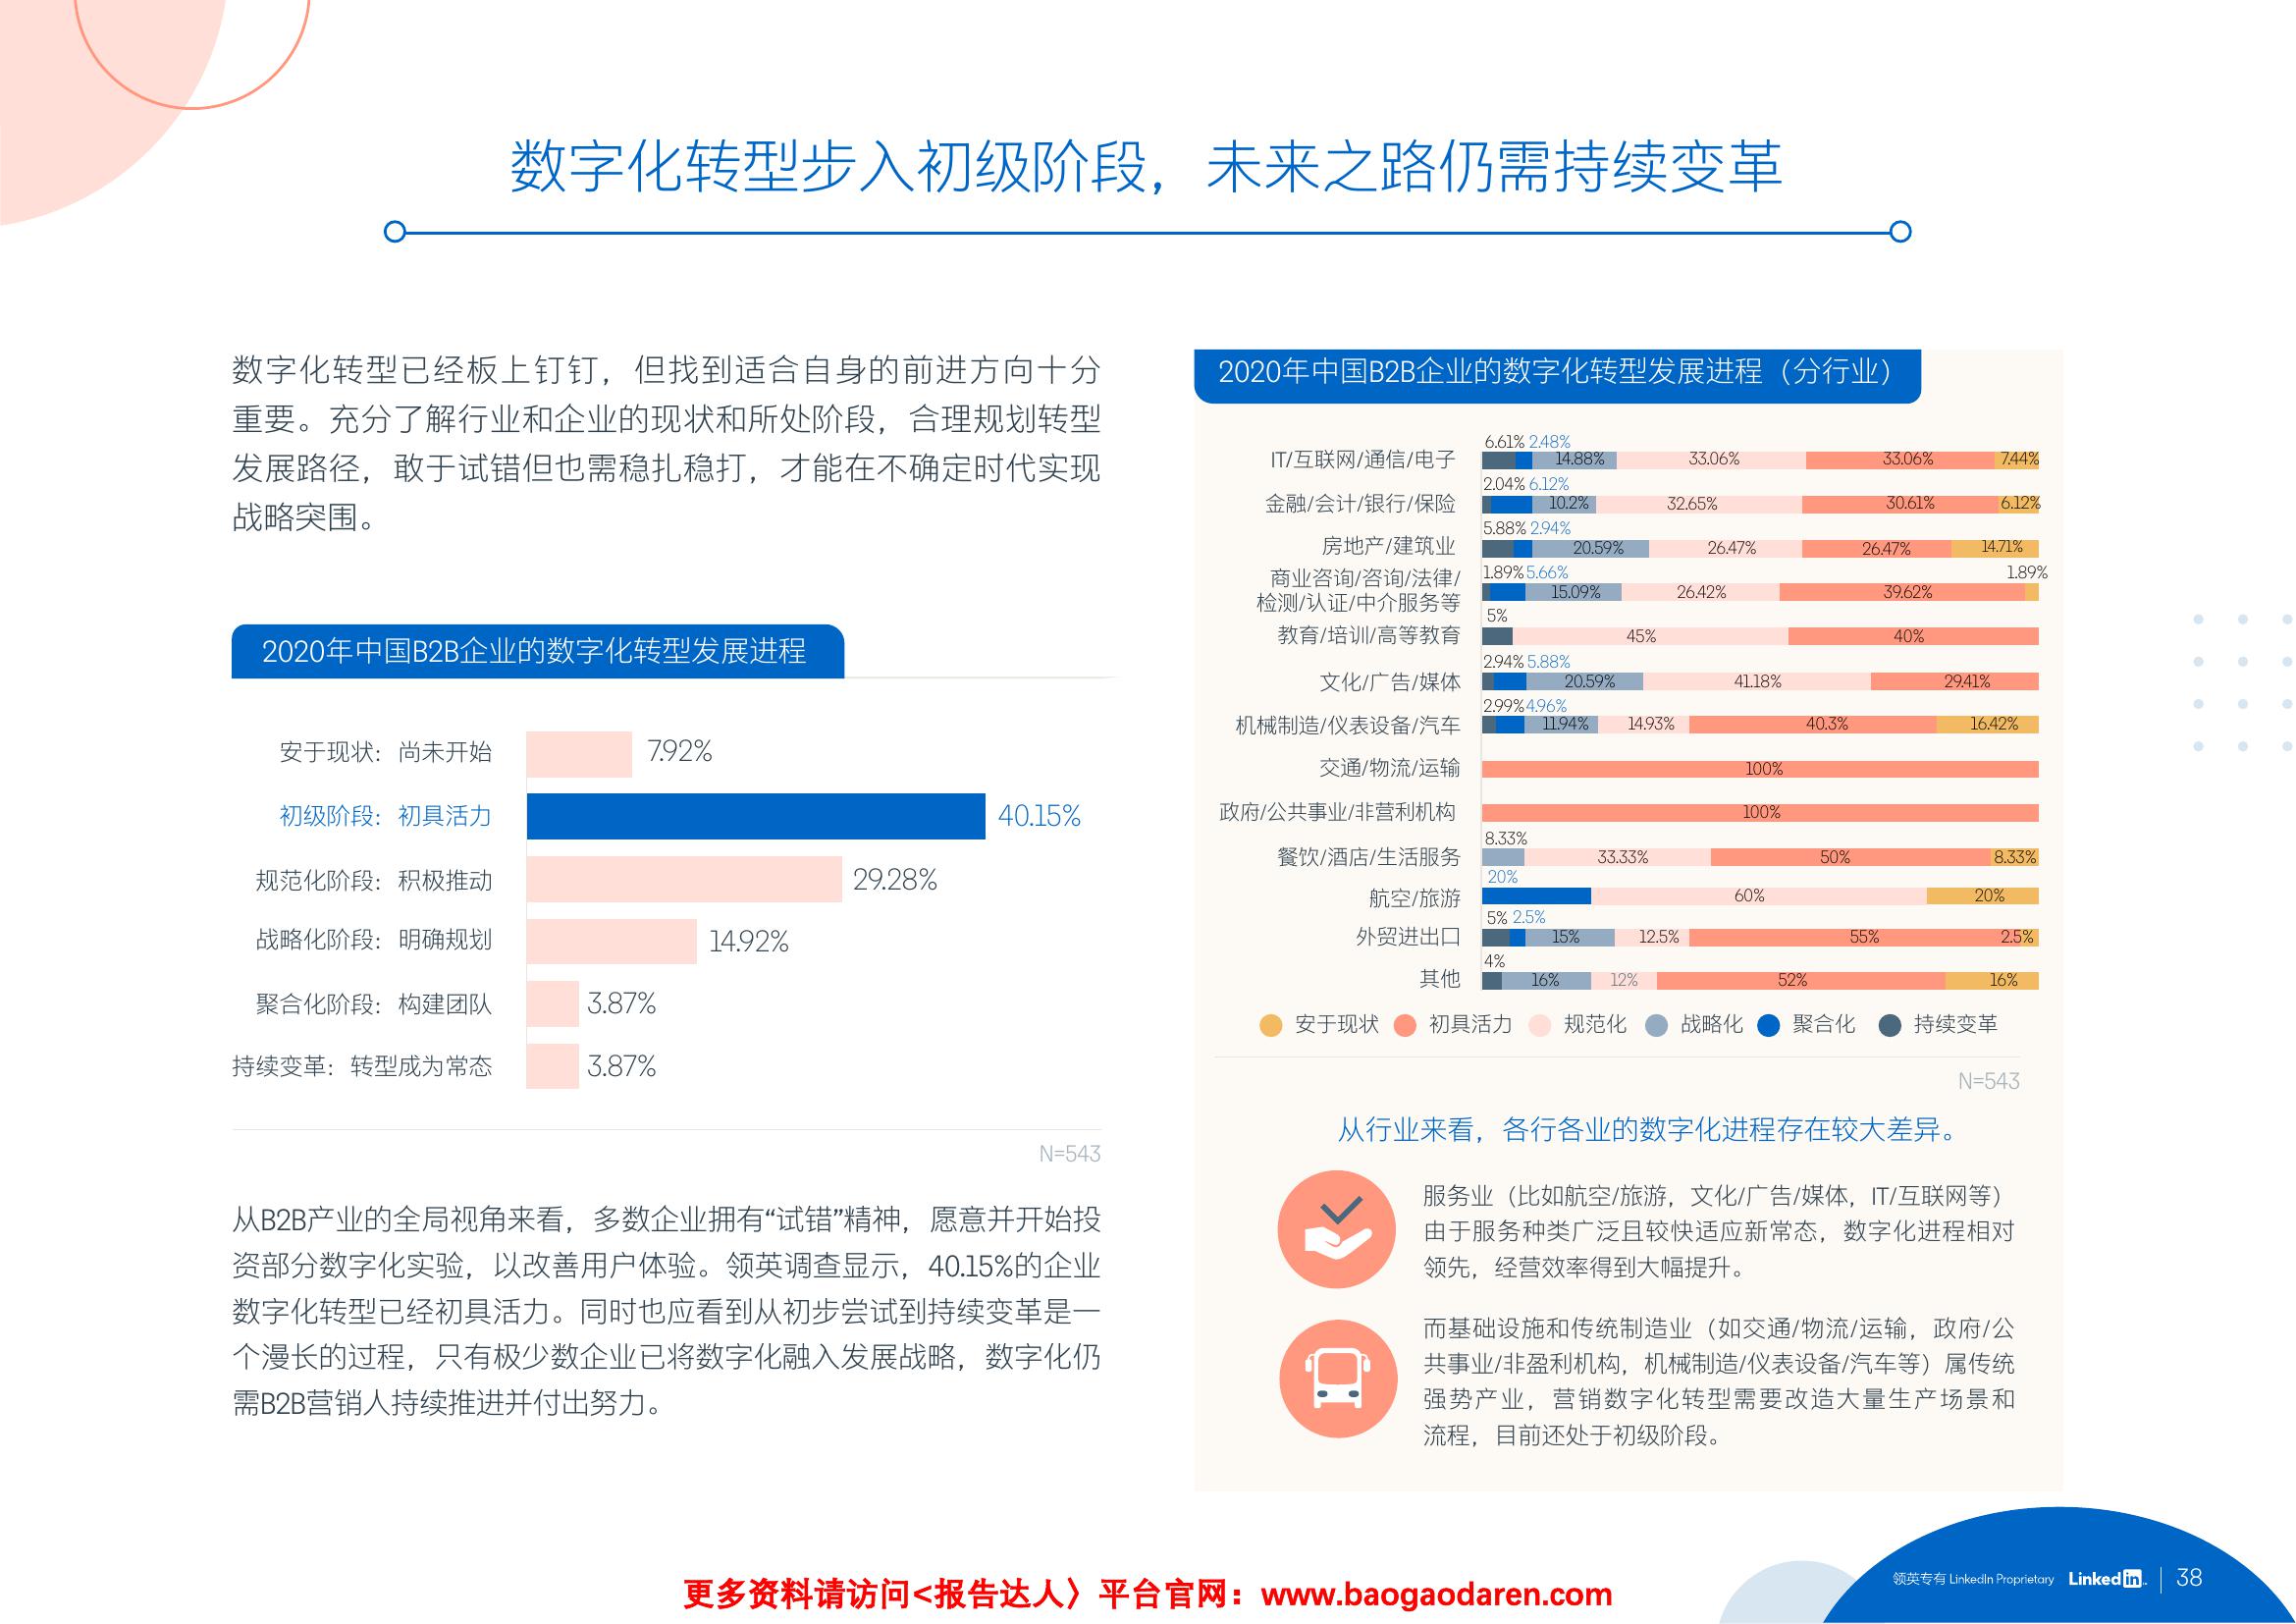 数字化转型步入初级阶段，未来之路仍需持续变革
数字化转型已经板上钉钉，但找到适合自身的前进方向十分
重要。充分了解行业和企业的现状和所处阶段，合理规划转型
发展路径，敢于试错但也需稳扎稳打，才能在不确定时代实现
战略突围。
2020年中国B2B企业的数字化转型发展进程
安于现状：尚未开始 7.92%
初级阶段：初具活力 40.15%
规范化阶段：积极推动 29.28%
战略化阶段：明确规划 14.92%
聚合化阶段：构建团队 3.87%
持续变革：转型成为常态 3.87%
N=543
从B2B产业的全局视角来看，多数企业拥有“试错”精神，愿意并开始投
资部分数字化实验，以改善用户体验。领英调查显示，40.15%的企业
数字化转型已经初具活力。同时也应看到从初步尝试到持续变革是一
个漫长的过程，只有极少数企业已将数字化融入发展战略，数字化仍
需B2B营销人持续推进并付出努力。
2020年中国B2B企业的数字化转型发展进程（分行业）
6.61% 2.48%
IT/互联网/通信/电子 14.88% 33.06% 33.06% 7.44%
2.04% 6.12%
金融/会计/银行/保险 10.2% 32.65% 30.61% 6.12%
5.88% 2.94%
房地产/建筑业 20.59% 26.47% 26.47% 14.71%
1.89% 5.66% 1.89%
商业咨询/咨询/法律/
检测/认证/中介服务等 15.09% 26.42% 39.62%
5%
教育/培训/高等教育 45% 40%
2.94% 5.88%
文化/广告/媒体 20.59% 41.18% 29.41%
2.99% 4.96%
机械制造/仪表设备/汽车 11.94% 14.93% 40.3% 16.42%
交通/物流/运输 100%
政府/公共事业/非营利机构 100%
8.33%
餐饮/酒店/生活服务 33.33% 50% 8.33%
20%
航空/旅游 60% 20%
5% 2.5%
外贸进出口 15% 12.5% 55% 2.5%
4%
其他 16% 12% 52% 16%
安于现状 初具活力 规范化 战略化 聚合化 持续变革
N=543
从行业来看，各行各业的数字化进程存在较大差异。
服务业（比如航空/旅游，文化/广告/媒体，IT/互联网等）
由于服务种类广泛且较快适应新常态，数字化进程相对
领先，经营效率得到大幅提升。
而基础设施和传统制造业（如交通/物流/运输，政府/公
共事业/非盈利机构，机械制造/仪表设备/汽车等）属传统
强势产业，营销数字化转型需要改造大量生产场景和
流程，目前还处于初级阶段。
领英专有 LinkedIn Proprietary LinkedIn 38
更多资料请访问<报告达人〉平台官网：www.baogaodaren.com